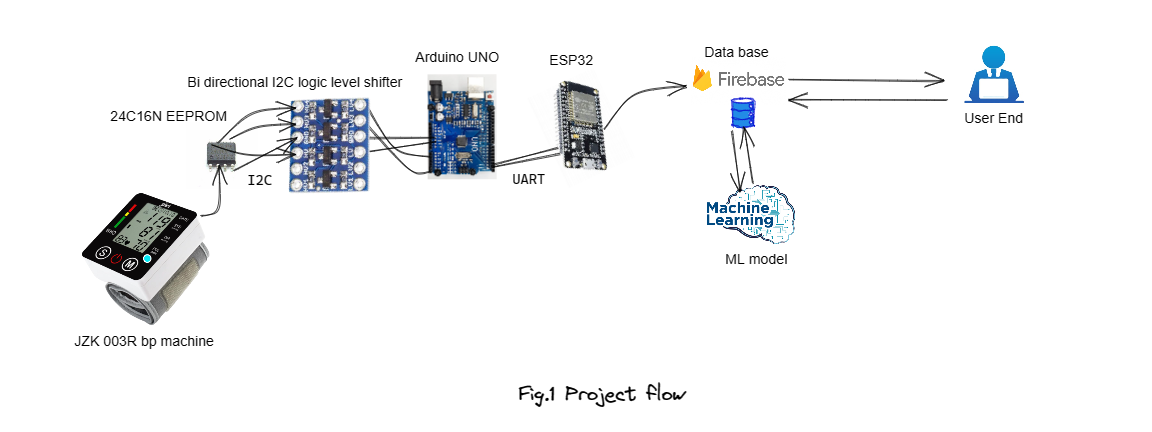 Arduino UNO
ESP32
Data base
Firebase
Bi directional I2C logic level shifter
24C16N EEPROM
I2C
UART
User End
Machine
Learning
ML model
S
M
JZK 003R bp machine
Fig.1 Project flow